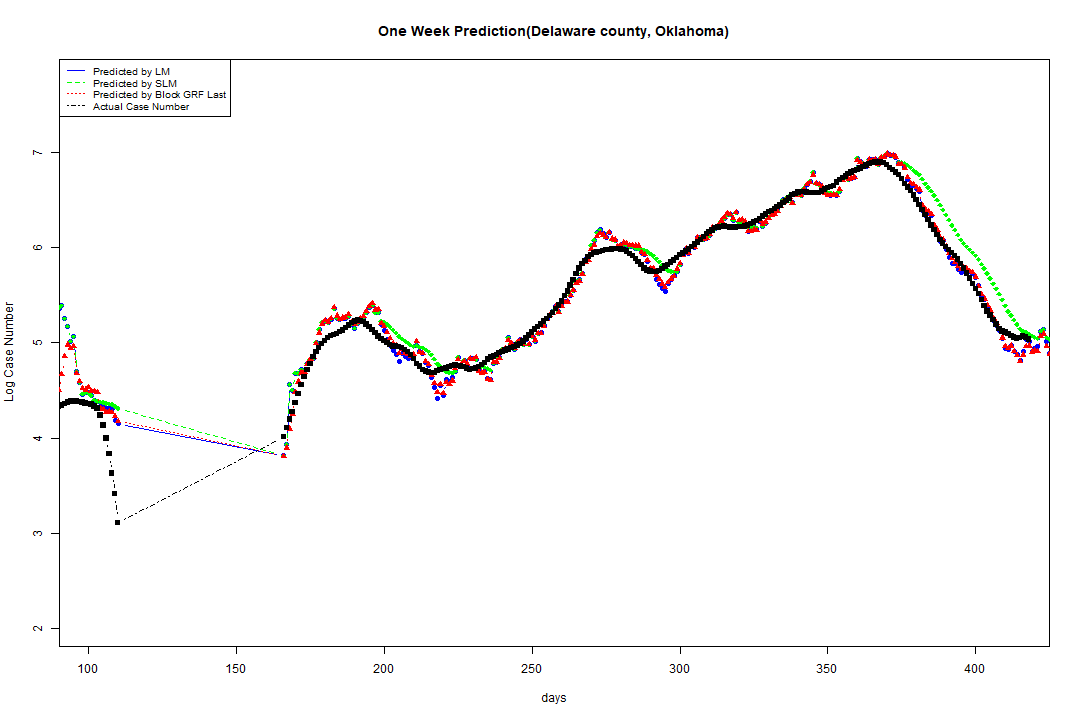 One Week Prediction(Delaware county, Oklahoma)
Predicted by LM
Predicted by SLM
Predicted by Block GRF Last
Actual Case Number
Log Case Number
7
6
5
4
3
2
100 150 200 250 300 350 400
days